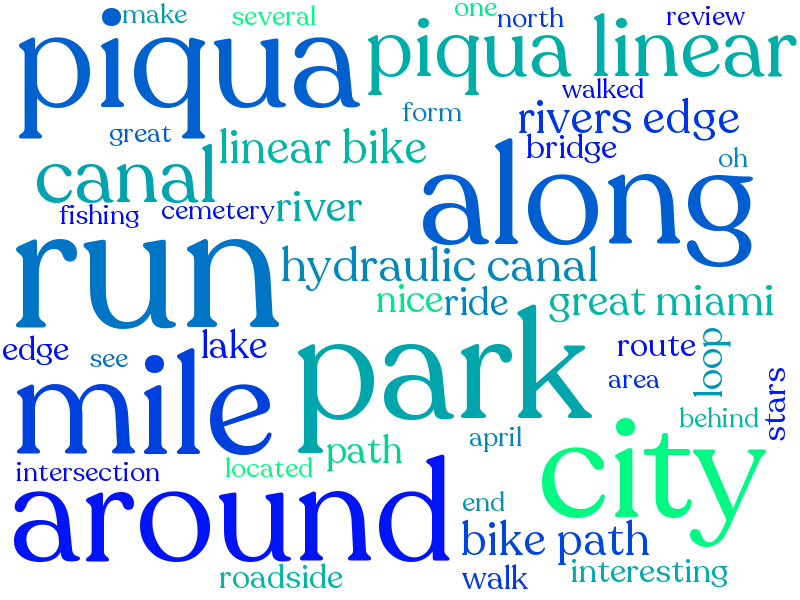 make
several
one
north
review
piqua
piqua linear
walked
form
rivers edge
great
linear bike
bridge
oh
canal
along
fishing
cemetery
river
run
hydraulic canal
nice
ride
great miami
edge
see
lake
park
route
loop
area
stars
mile
behind
city
april
path
intersection
located
around
end
bike path
roadside
walk
interesting